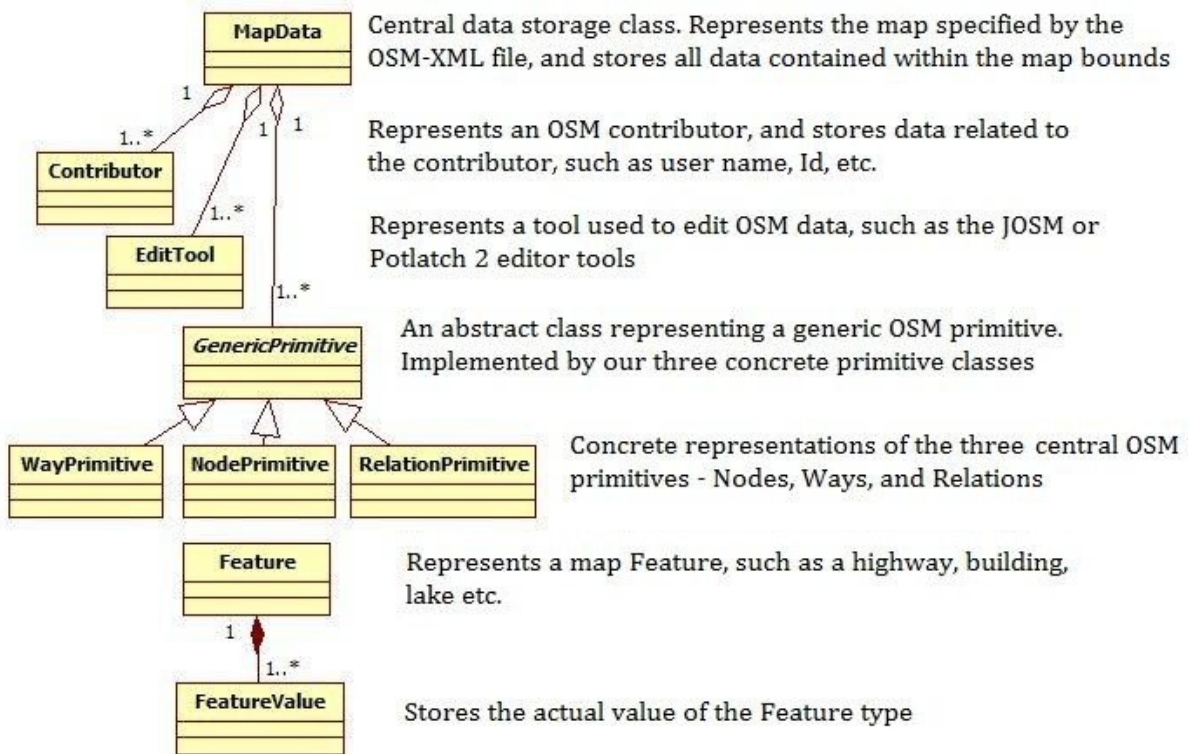 MapData
Central data storage class. Represents the map specified by the
OSM-XML file, and stores all data contained within the map bounds
1
1
1
1..*
Contributor
Represents an OSM contributor, and stores data related to
the contributor, such as user name, Id, etc.
1..*
EditTool
Represents a tool used to edit OSM data, such as the JOSM or
Potlatch 2 editor tools
1..*
GenericPrimitive
An abstract class representing a generic OSM primitive.
Implemented by our three concrete primitive classes
WayPrimitive
NodePrimitive
RelationPrimitive
Concrete representations of the three central OSM
primitives - Nodes, Ways, and Relations
Feature
Represents a map Feature, such as a highway, building,
lake etc.
1
1..*
FeatureValue
Stores the actual value of the Feature type